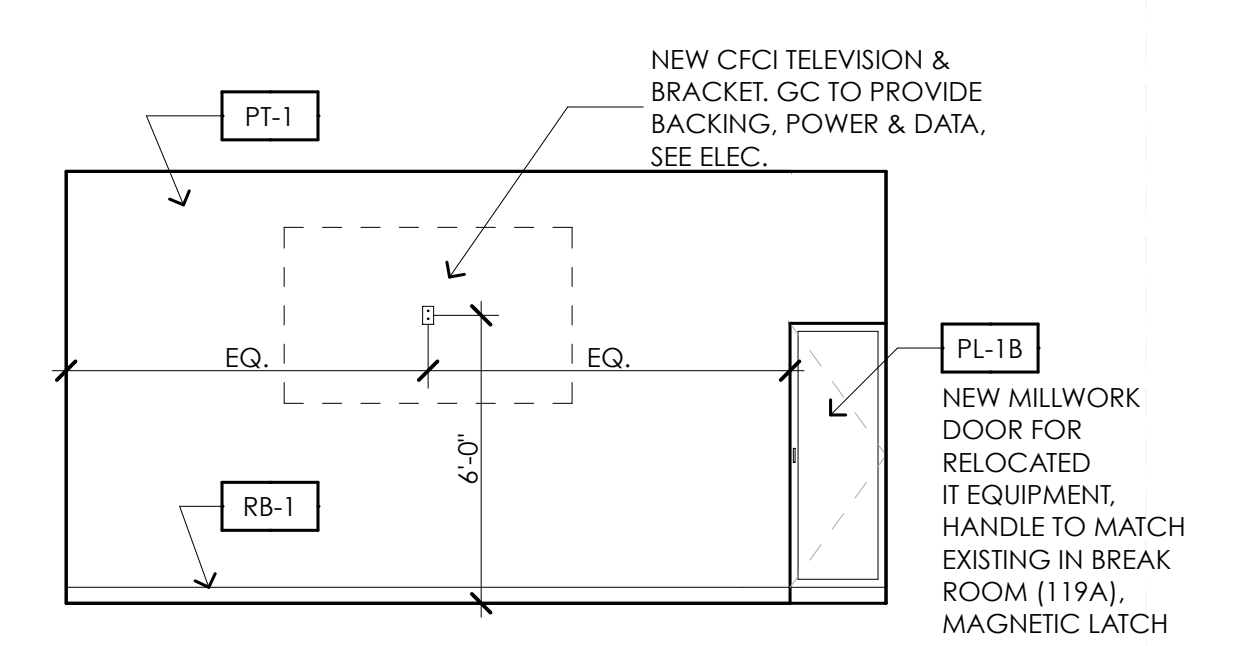 NEW CFCI TELEVISION &
BRACKET. GC TO PROVIDE
BACKING, POWER & DATA,
SEE ELEC.
PT-1
EQ.
EQ.
6'-0"
RB-1
PL-1B
NEW MILLWORK
DOOR FOR
RELOCATED
IT EQUIPMENT,
HANDLE TO MATCH
EXISTING IN BREAK
ROOM (119A),
MAGNETIC LATCH